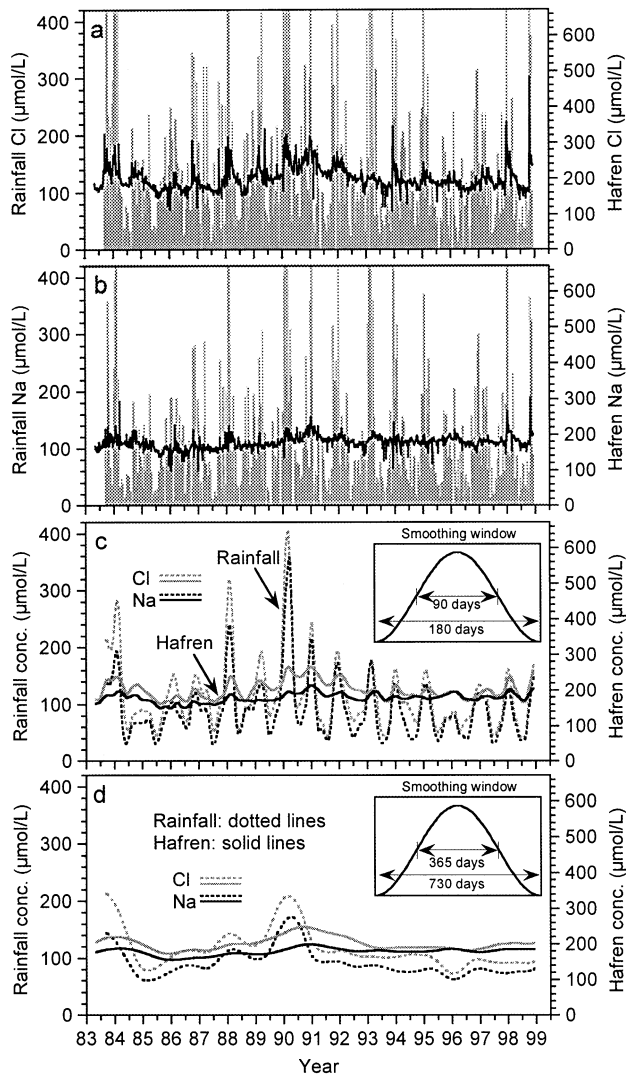 a
Rainfall Cl (µmol/L)
400
300
200
100
0
Hafren Cl (µmol/L)
600
500
400
300
200
100
0
b
Rainfall Na (µmol/L)
400
300
200
100
0
Hafren Na (µmol/L)
600
500
400
300
200
100
0
c
Rainfall conc. (µmol/L)
400
300
200
100
0
Cl
Na
Rainfall
Hafren
Smoothing window
90 days
180 days
Hafren conc. (µmol/L)
600
500
400
300
200
100
0
d
Rainfall conc. (µmol/L)
400
300
200
100
0
Rainfall: dotted lines
Hafren: solid lines
Cl
Na
Smoothing window
365 days
730 days
Hafren conc. (µmol/L)
600
500
400
300
200
100
0
83 84 85 86 87 88 89 90 91 92 93 94 95 96 97 98 99
Year